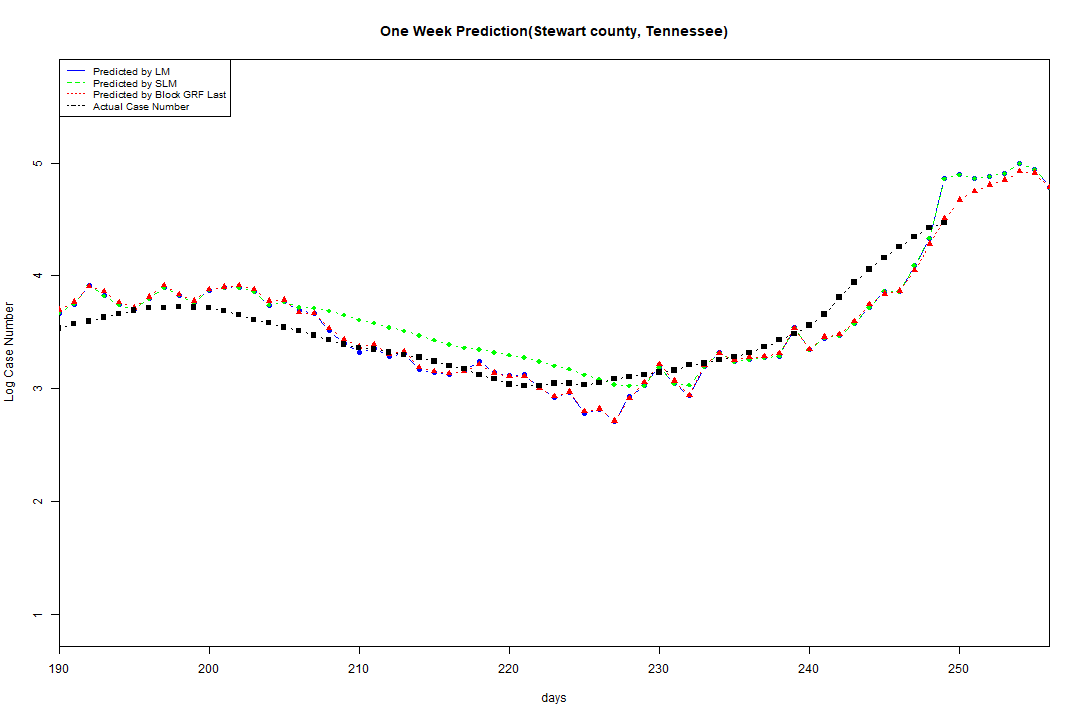 One Week Prediction(Stewart county, Tennessee)
Predicted by LM
Predicted by SLM
Predicted by Block GRF Last
Actual Case Number
5
4
3
2
1
Log Case Number
190 200 210 220 230 240 250
days